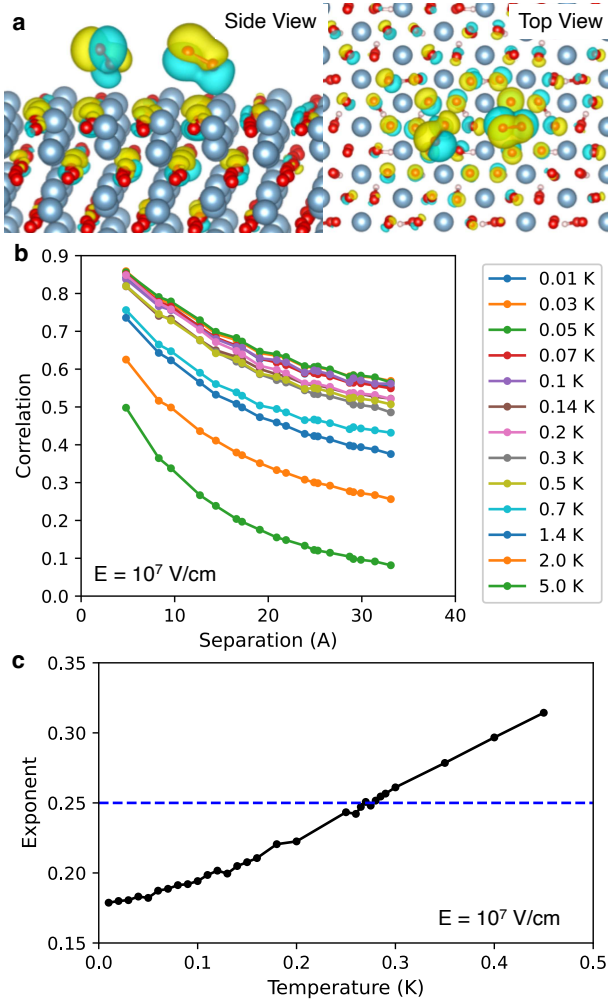 a
Side View
Top View
b
0.9
0.8
0.7
0.6
0.5
0.4
0.3
0.2
0.1
0.0
Correlation
E = 10⁷ V/cm
0
10
20
30
40
Separation (A)
0.01 K
0.03 K
0.05 K
0.07 K
0.1 K
0.14 K
0.2 K
0.3 K
0.5 K
0.7 K
1.4 K
2.0 K
5.0 K
c
0.35
0.30
0.25
0.20
0.15
Exponent
E = 10⁷ V/cm
0.0
0.1
0.2
0.3
0.4
0.5
Temperature (K)